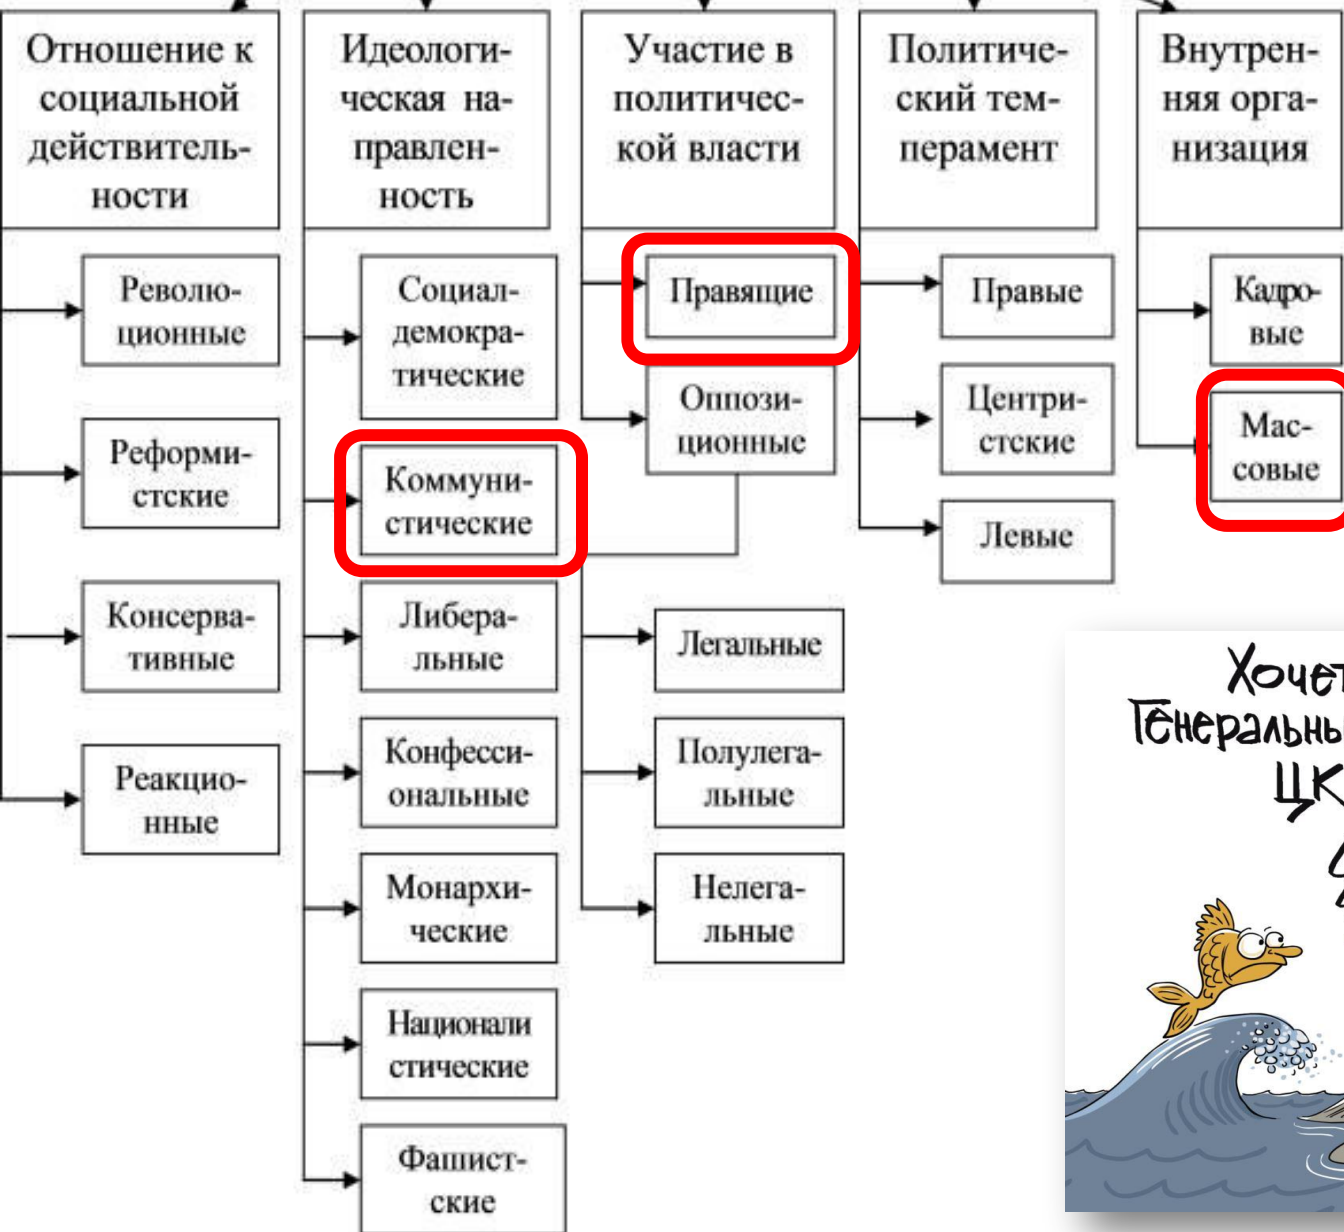 Отношение к
социальной
действитель-
ности
Револю-
ционные
Реформи-
стские
Консерва-
тивные
Реакцио-
нные
Идеологи-
ческая на-
правлен-
ность
Социал-
демокра-
тические
Коммуни-
стические
Либера-
льные
Конфесси-
ональные
Монархи-
ческие
Национали
стические
Фашист-
ские
Участие в
политичес-
кой власти
Правящие
Оппози-
ционные
Легальные
Полулега-
льные
Нелега-
льные
Политиче-
ский тем-
перамент
Правые
Центри-
стские
Левые
Внутрен-
няя орга-
низация
Кадро-
вые
Мас-
совые
Хочет
Генеральны
ЦК